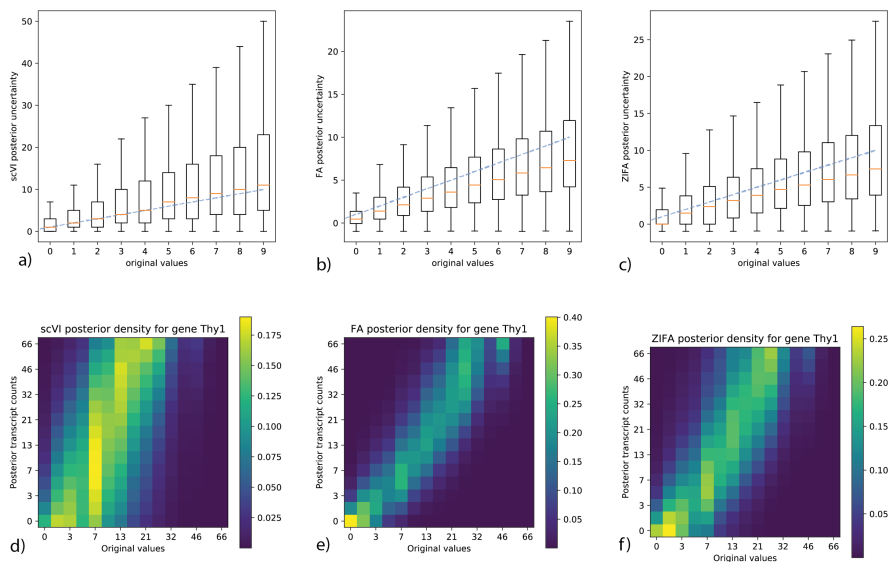 50
40
30
20
10
0
scVI posterior uncertainty
0 1 2 3 4 5 6 7 8 9
original values
a)
20
15
10
5
0
FA posterior uncertainty
0 1 2 3 4 5 6 7 8 9
original values
b)
25
20
15
10
5
0
ZIFA posterior uncertainty
0 1 2 3 4 5 6 7 8 9
original values
c)
scVI posterior density for gene Thy1
66
46
32
21
13
7
3
0
Posterior transcript counts
0 3 7 13 21 32 46 66
Original values
0.175
0.150
0.125
0.100
0.075
0.050
0.025
0.000
d)
FA posterior density for gene Thy1
66
46
32
21
13
7
3
0
Posterior transcript counts
0 3 7 13 21 32 46 66
Original values
0.40
0.35
0.30
0.25
0.20
0.15
0.10
0.05
e)
ZIFA posterior density for gene Thy1
66
46
32
21
13
7
3
0
Posterior transcript counts
0 3 7 13 21 32 46 66
Original values
0.25
0.20
0.15
0.10
0.05
f)